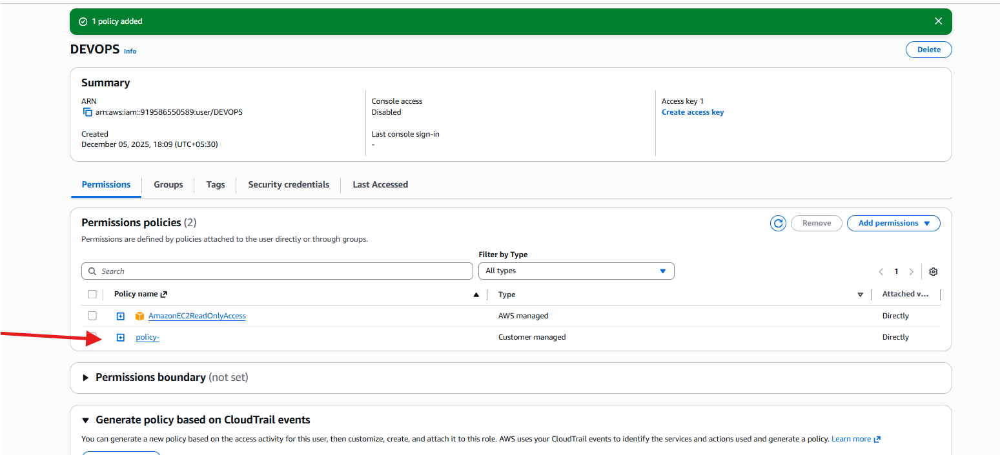 1 policy added
DEVOPS Info
Delete
Summary
ARN
arn:aws:iam::919586550589:user/DEVOPS
Created
December 05, 2025, 18:09 (UTC+05:30)
Console access
Disabled
Last console sign-in
-
Access key 1
Create access key
Permissions Groups Tags Security credentials Last Accessed
Permissions policies (2)
Remove Add permissions
Permissions are defined by policies attached to the user directly or through groups.
Filter by Type
Search All types 1
Policy name Type Attached v...
AmazonEC2ReadOnlyAccess AWS managed Directly
policy- Customer managed Directly
Permissions boundary (not set)
Generate policy based on CloudTrail events
You can generate a new policy based on the access activity for this user, then customize, create, and attach it to this role. AWS uses your CloudTrail events to identify the services and actions used and generate a policy. Learn more